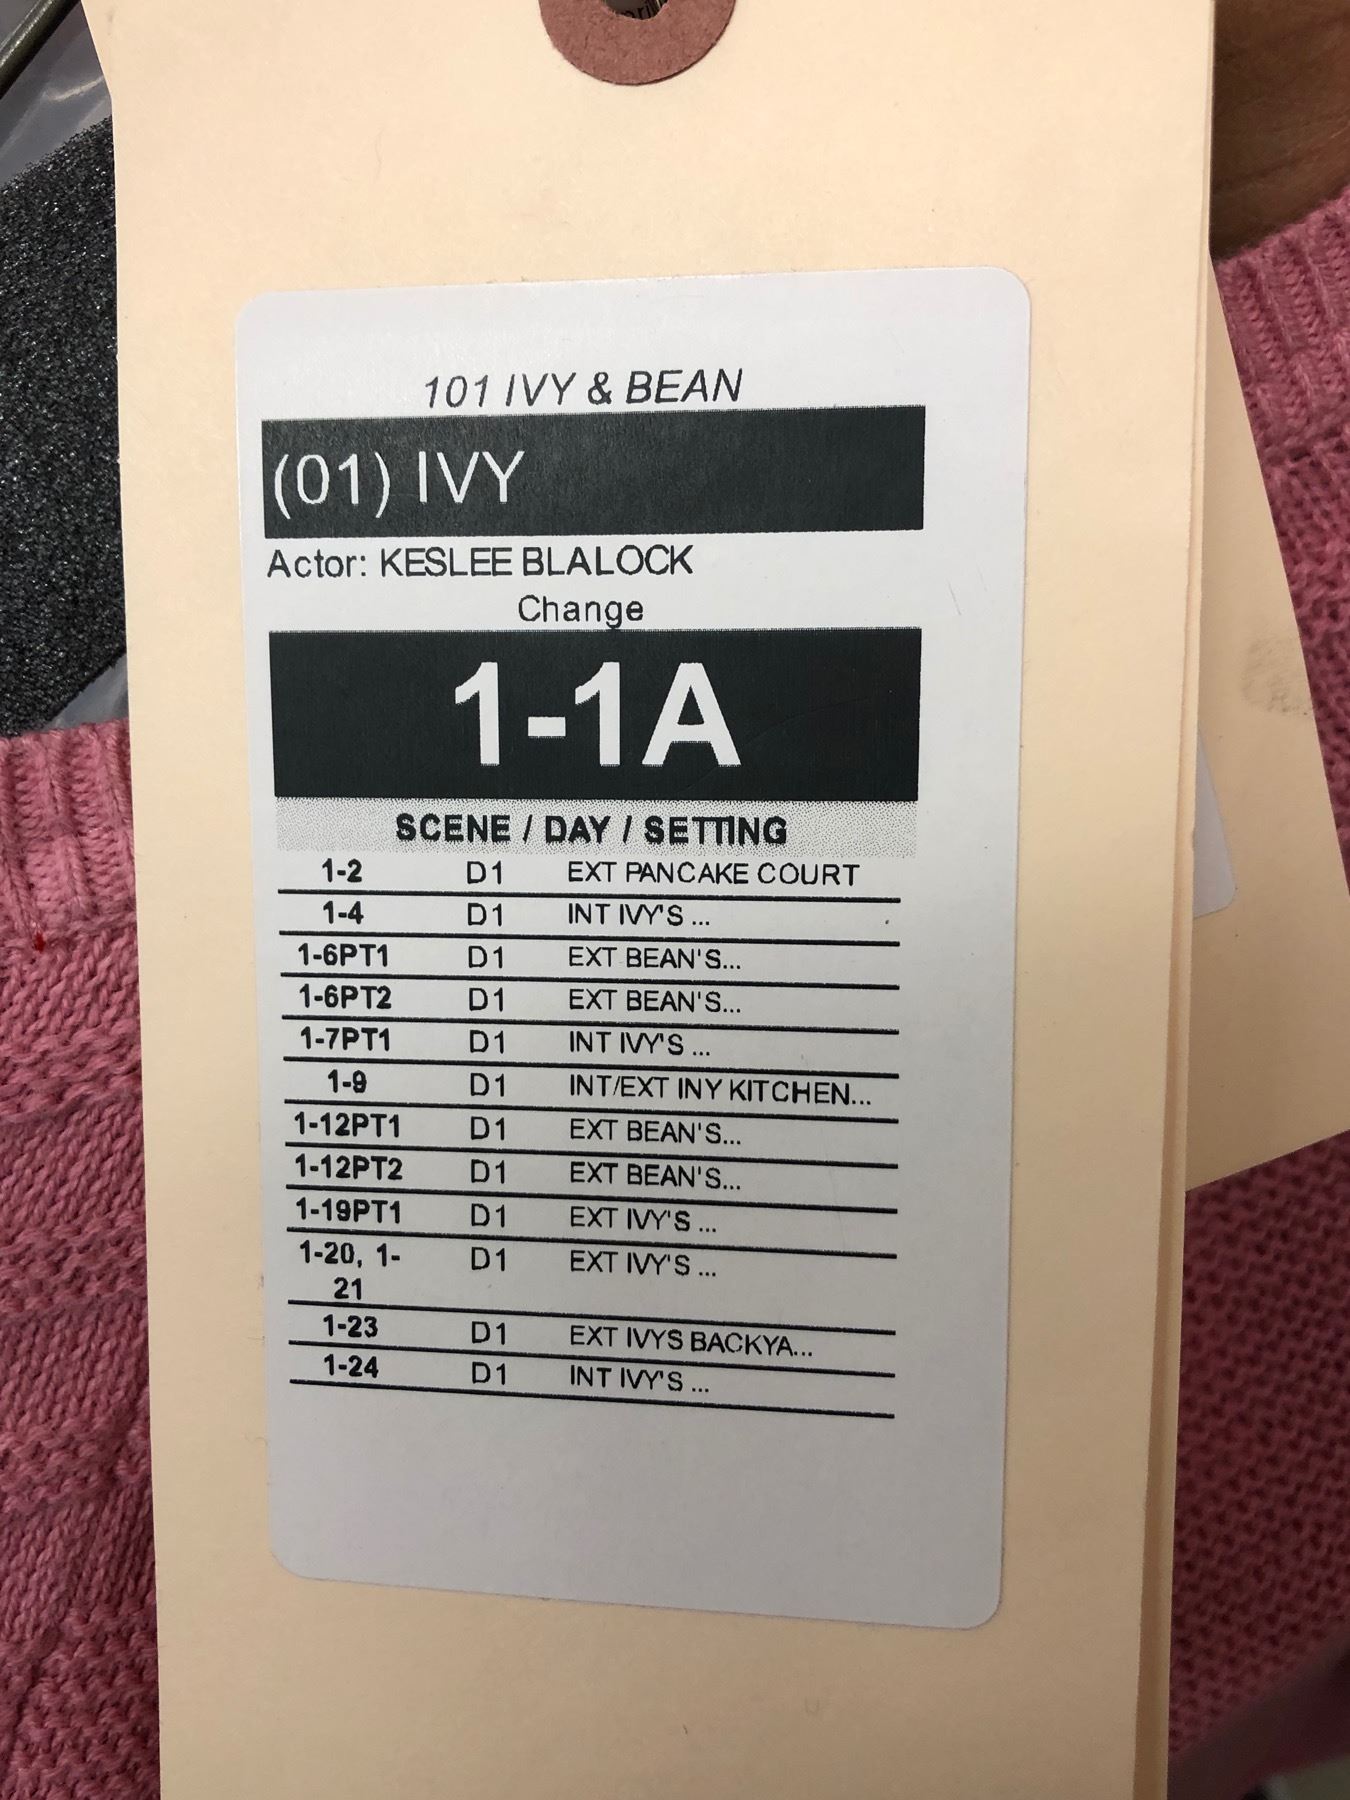 101 IVY & BEAN
(01) IVY
Actor: KESLEE BLALOCK
Change
1-1A
SCENE / DAY / SETTING
1-2 D1 EXT PANCAKE COURT
1-4 D1 INT IVY'S ...
1-6PT1 D1 EXT BEAN'S...
1-6PT2 D1 EXT BEAN'S...
1-7PT1 D1 INT IVY'S ...
1-9 D1 INT/EXT INY KITCHEN...
1-12PT1 D1 EXT BEAN'S...
1-12PT2 D1 EXT BEAN'S...
1-19PT1 D1 EXT IVY'S ...
1-20, 1- D1 EXT IVY'S ...
21
1-23 D1 EXT IVYS BACKYA...
1-24 D1 INT IVY'S ...